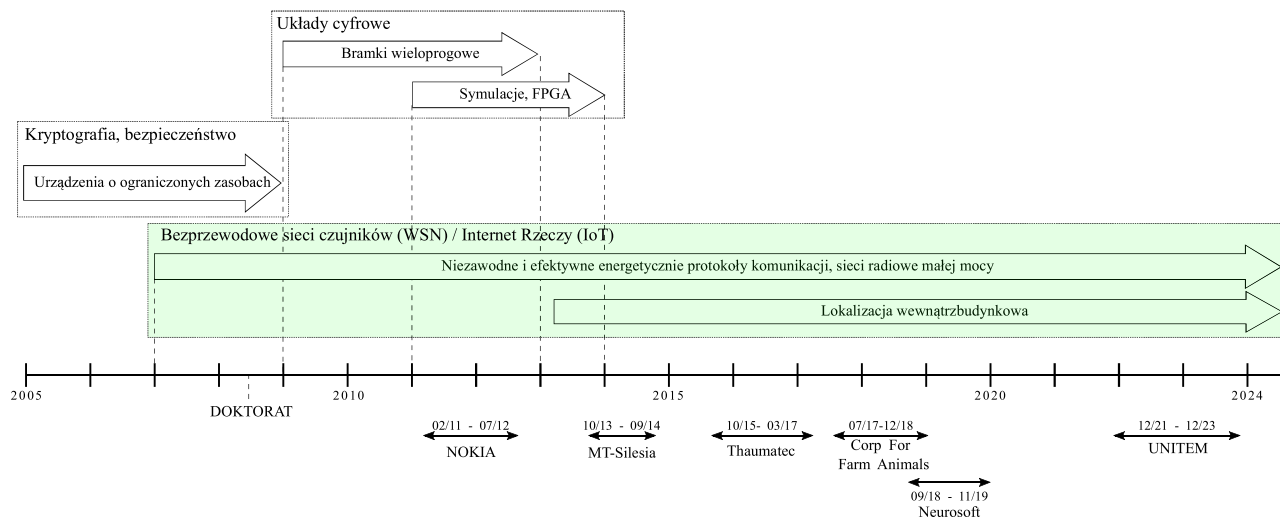 Układy cyfrowe
Bramki wieloprogowe
Symulacje, FPGA
Kryptografia, bezpieczeństwo
Urządzenia o ograniczonych zasobach
Bezprzewodowe sieci czujników (WSN) / Internet Rzeczy (IoT)
Niezawodne i efektywne energetycznie protokoły komunikacji, sieci radiowe małej mocy
Lokalizacja wewnątrzbudynkowa
2005 2010 2015 2020 2024
DOKTORAT
02/11 - 07/12
NOKIA
10/13 - 09/14
MT-Silesia
10/15- 03/17
Thaumatec
07/17-12/18
Corp For
Farm Animals
09/18 - 11/19
Neurosoft
12/21 - 12/23
UNITEM